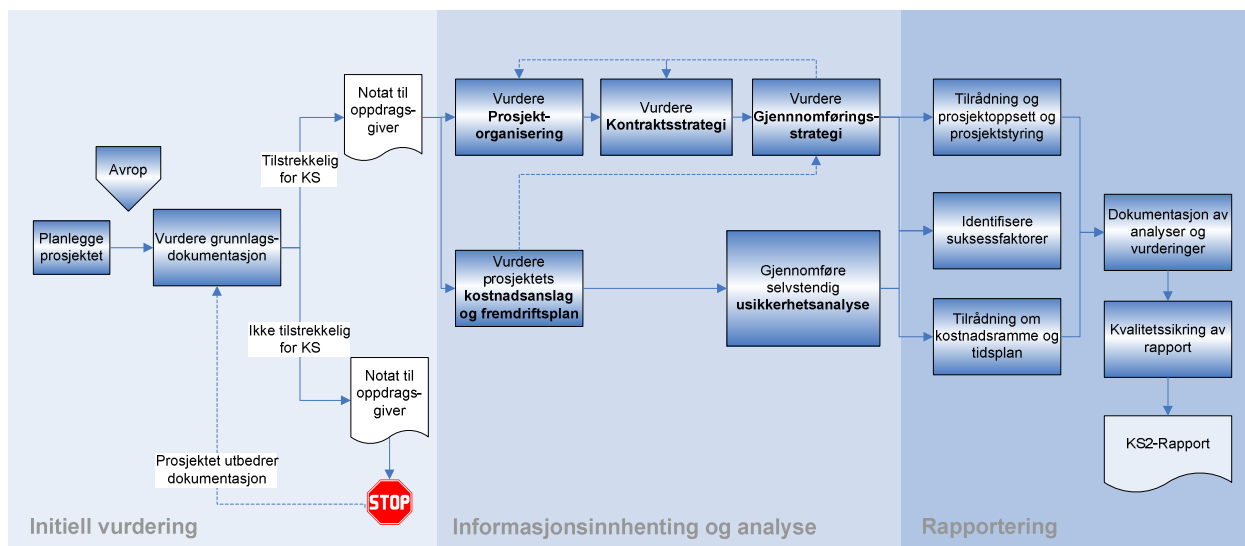 Avrop
Planlegge
prosjektet
Vurdere grunnlags-
dokumentasjon
Tilstrekkelig
for KS
Notat til
oppdrags-
giver
Ikke tilstrekkelig
for KS
Notat til
oppdrags-
giver
STOP
Prosjektet utbedrer
dokumentasjon
Initiell vurdering
Vurdere
Prosjekt-
organisering
Vurdere
Kontraktsstrategi
Vurdere
Gjennnomførings-
strategi
Vurdere
prosjektets
kostnadsanslag
og fremdriftsplan
Gjennomføre
selvstendig
usikkerhetsanalyse
Informasjonsinnhenting og analyse
Tilrådning og
prosjektoppsett og
prosjektstyring
Identifisere
suksessfaktorer
Tilrådning om
kostnadsramme og
tidsplan
Dokumentasjon av
analyser og
vurderinger
Kvalitetssikring av
rapport
KS2-Rapport
Rapportering